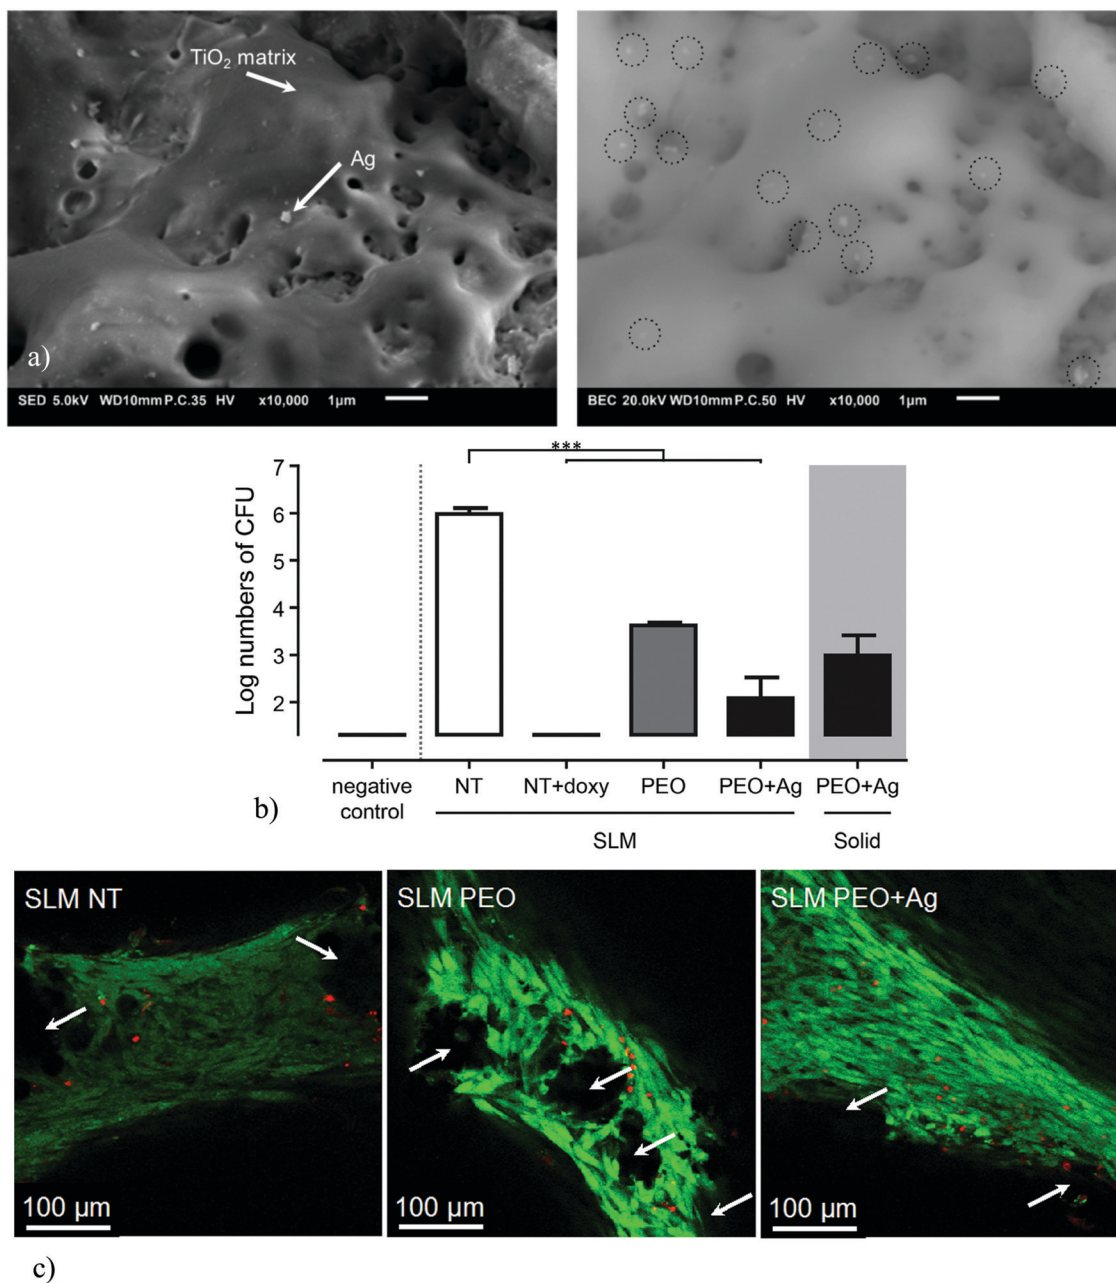 TiO2 matrix
Ag
a)
SED 5.0kV WD10mm P.C.35 HV x10,000 1µm
BEC 20.0kV WD10mm P.C.50 HV x10,000 1µm
***
Log numbers of CFU
7
6
5
4
3
2
negative control
NT
NT+doxy
PEO
PEO+Ag
PEO+Ag
b)
SLM
Solid
SLM NT
SLM PEO
SLM PEO+Ag
100 µm
100 µm
100 µm
c)